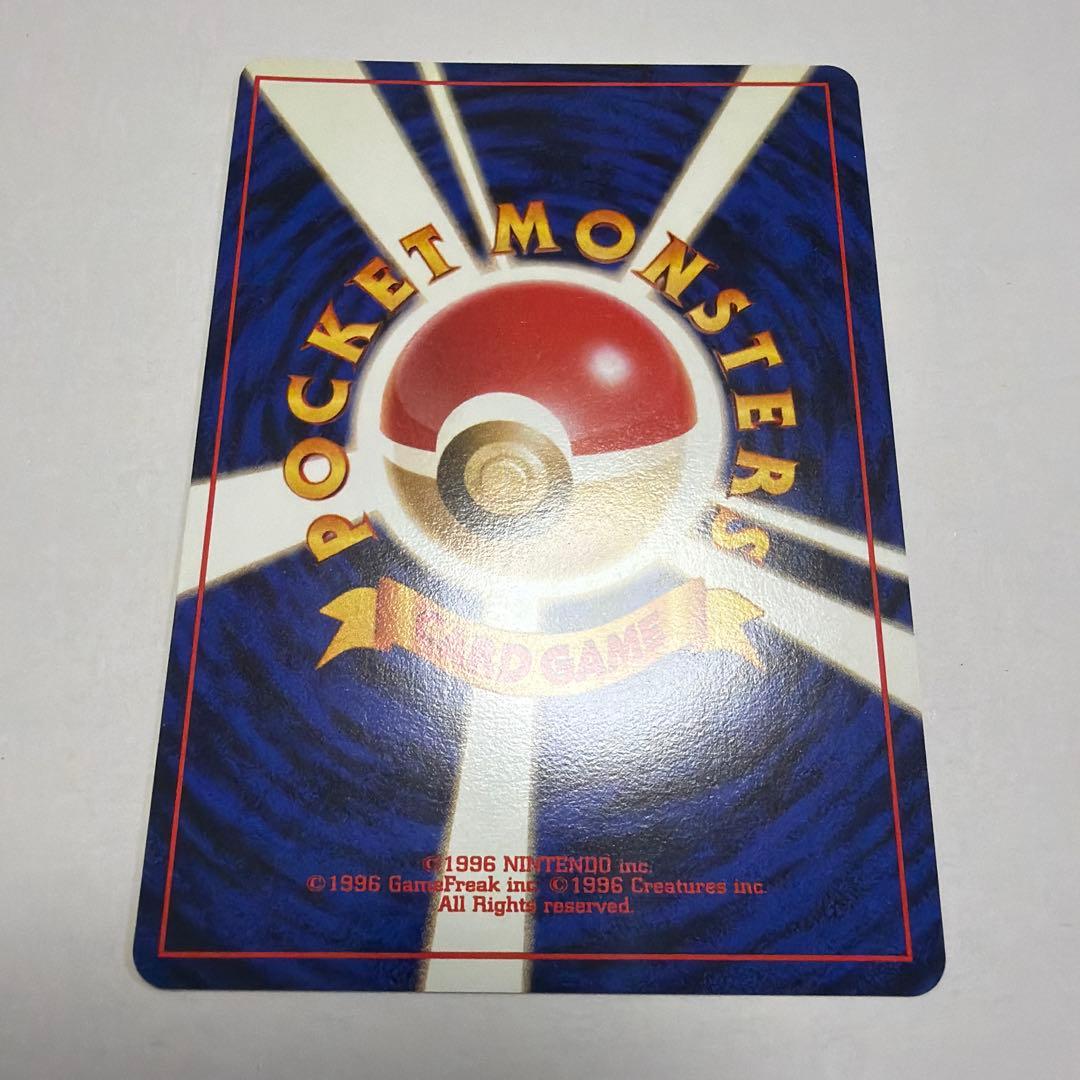 POCKET MONSTERS
CARD GAME
©1996 NINTENDO inc.
©1996 GameFreak inc. ©1996 Creatures inc.
All Rights reserved.